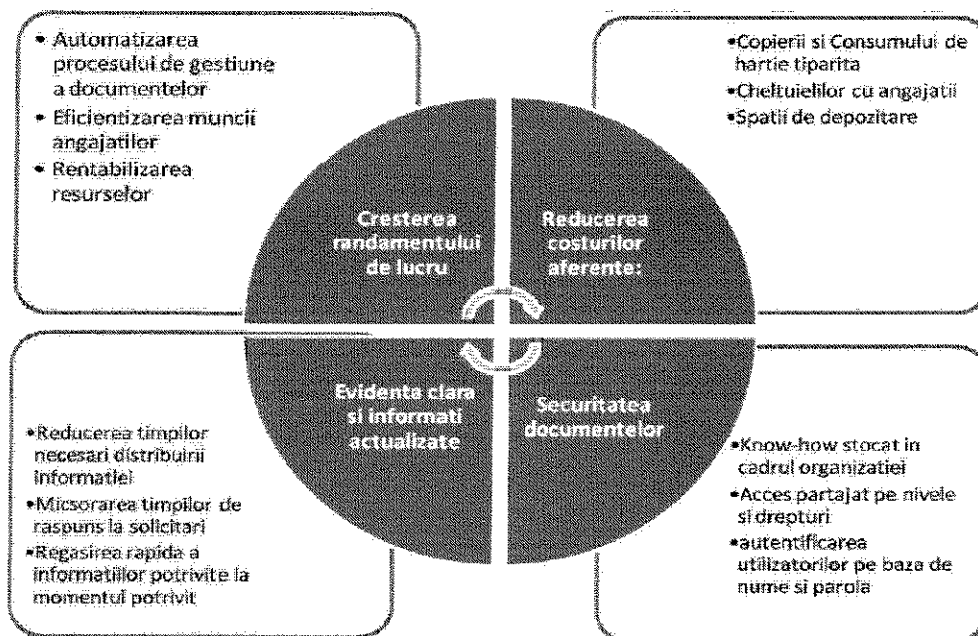 • Automatizarea
procesului de gestiune
a documentelor
• Eficientizarea muncii
angajatilor
• Rentabilizarea
resurselor
•Copierii si Consumului de
hartie tiparita
•Cheltuielilor cu angajatii
•Spatii de depozitare
Cresterea
randamentului
de lucru
Reducerea
costurilor
aferente:
Evidenta clara
si informati
actualizate
Securitatea
documentelor
•Reducerea timpilor
necesari distribuirii
informatiei
•Micsorarea timpilor de
raspuns la solicitari
•Regasirea rapida a
informatiilor potrivite la
momentul potrivit
•Know-how stocat in
cadrul organizatiei
•Acces partajat pe nivele
si drepturi
•autentificarea
utilizatorilor pe baza de
nume si parola